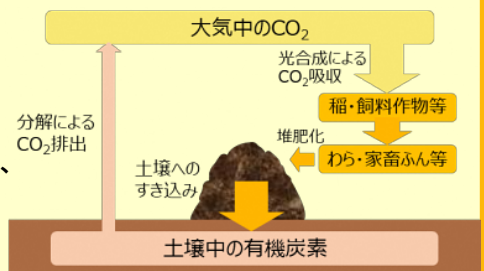 大気中のCO₂
光合成による
CO₂吸収
稲・飼料作物等
堆肥化
わら・家畜ふん等
分解による
CO₂排出
、
土壌への
すき込み
土壌中の有機炭素